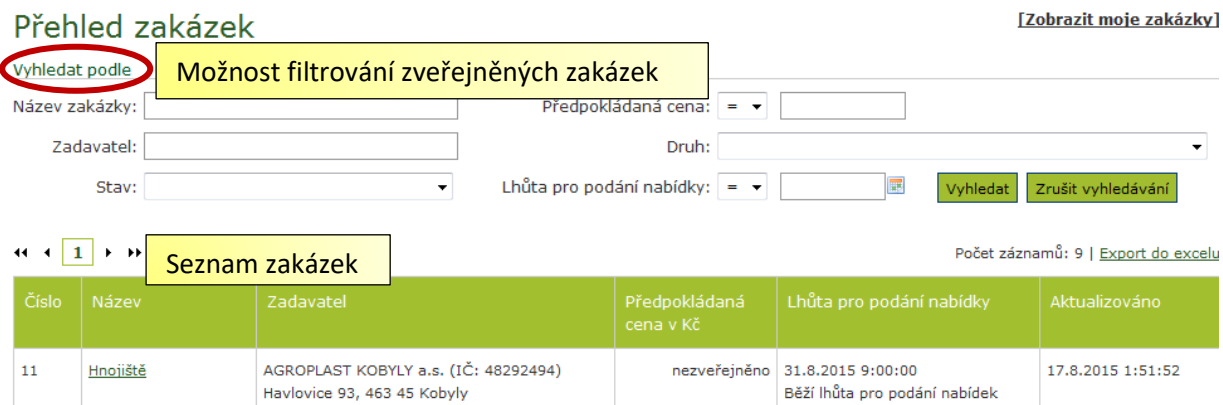 Přehled zakázek
[Zobrazit moje zakázky]
Vyhledat podle
Možnost filtrování zveřejněných zakázek
Název zakázky:
Předpokládaná cena: =
Zadavatel:
Druh:
Stav:
Lhůta pro podání nabídky: =
Vyhledat
Zrušit vyhledávání
1
Seznam zakázek
Počet záznamů: 9 | Export do excelu
Číslo Název Zadavatel Předpokládaná Lhůta pro podání nabídky Aktualizováno
cena v Kč
11 Hnojiště AGROPLAST KOBYLY a.s. (IČ: 48292494) nezveřejněno 31.8.2015 9:00:00 17.8.2015 1:51:52
Havlovice 93, 463 45 Kobyly Běží lhůta pro podání nabídek